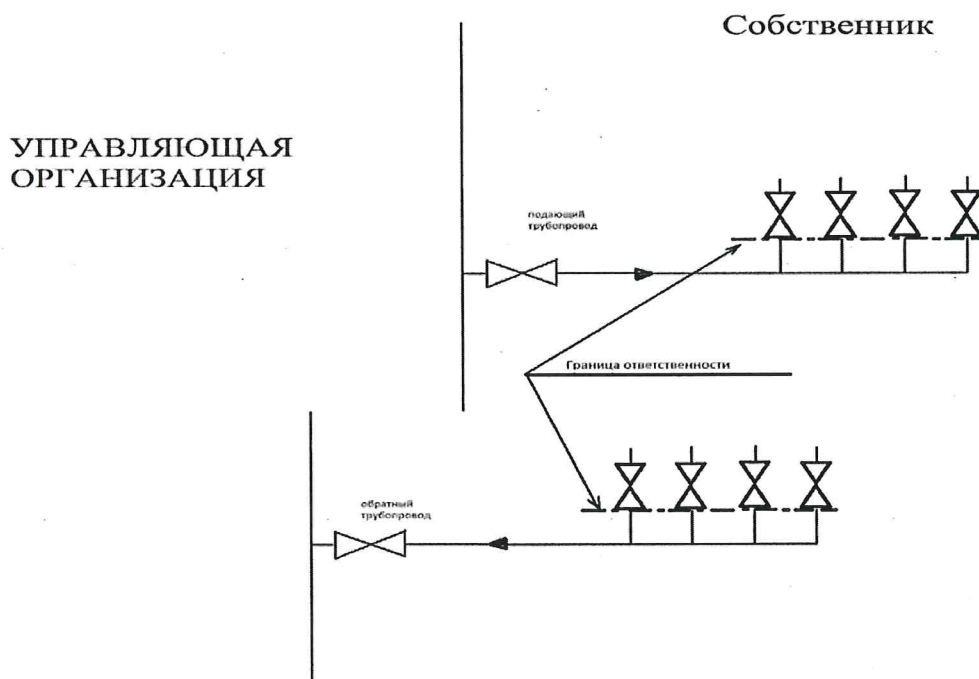 Собственник
УПРАВЛЯЮЩАЯ
ОРГАНИЗАЦИЯ
подающий
трубопровод
Граница ответственности
обратный
трубопровод